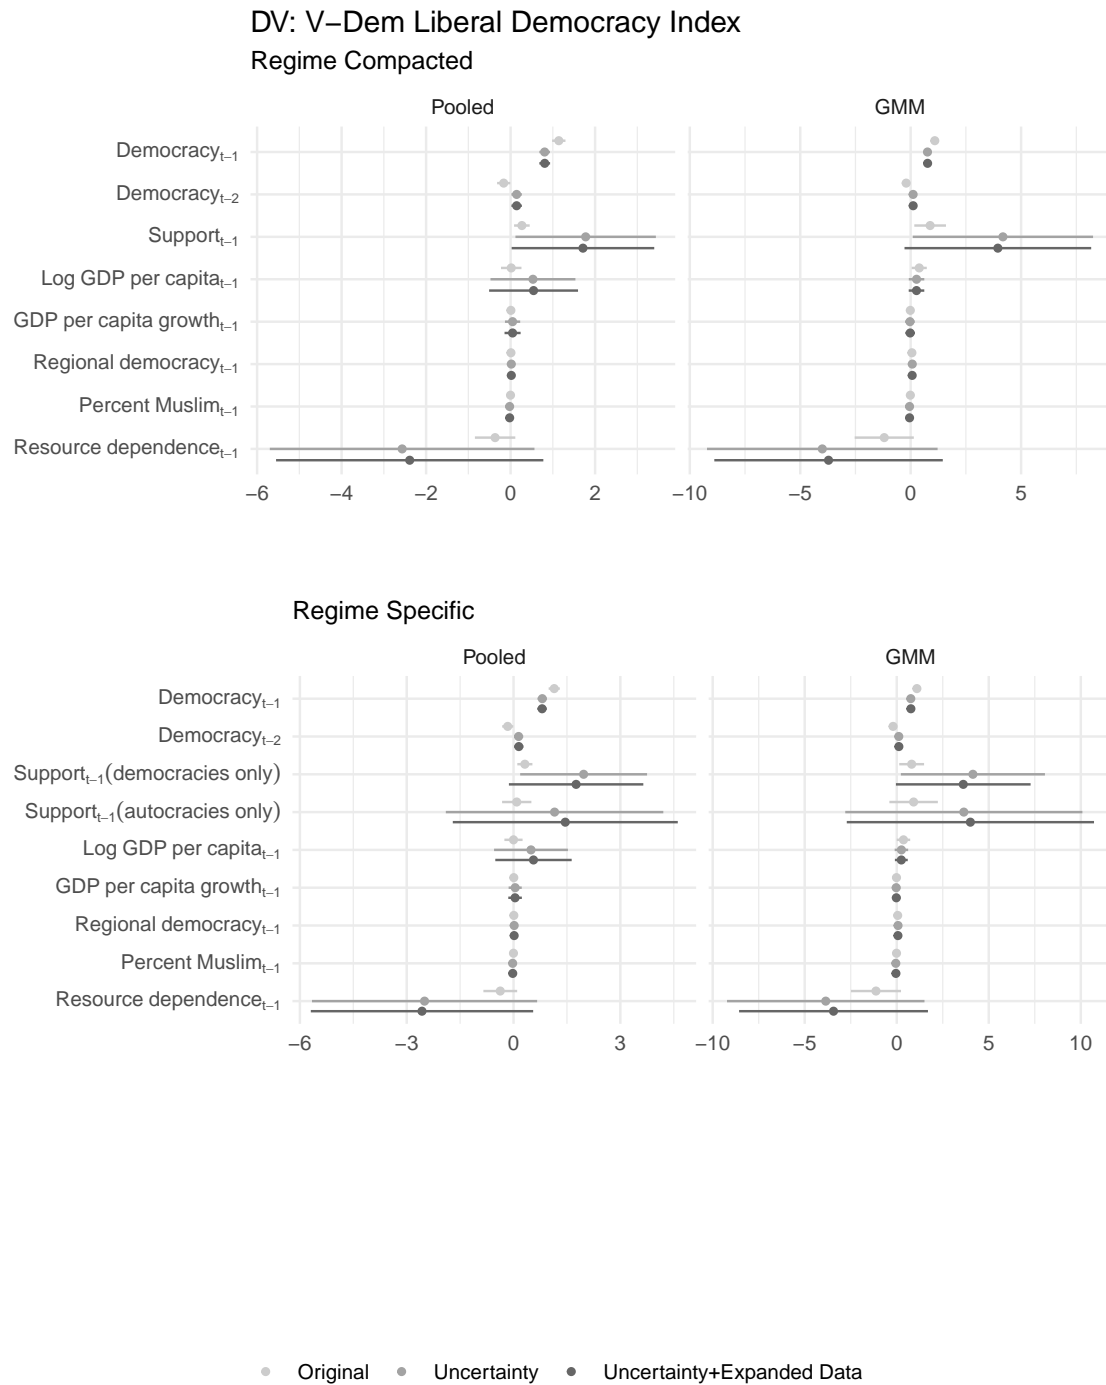 DV: V−Dem Liberal Democracy Index
Regime Compacted
Pooled GMM
Democracyt−1
Democracyt−2
Supportt−1
Log GDP per capitat−1
GDP per capita growtht−1
Regional democracyt−1
Percent Muslimt−1
Resource dependencet−1
−6 −4 −2 0 2 −10 −5 0 5
Regime Specific
Pooled GMM
Democracyt−1
Democracyt−2
Supportt−1(democracies only)
Supportt−1(autocracies only)
Log GDP per capitat−1
GDP per capita growtht−1
Regional democracyt−1
Percent Muslimt−1
Resource dependencet−1
−6 −3 0 3 −10 −5 0 5 10
Original Uncertainty Uncertainty+Expanded Data